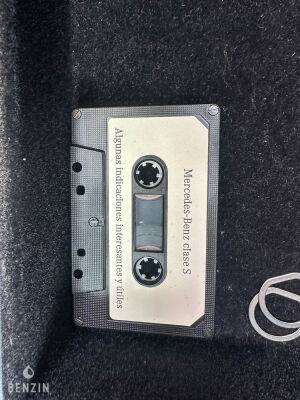 Mercedes-Benz clase S
Algunas indicaciones interesantes y útiles
BENZIN